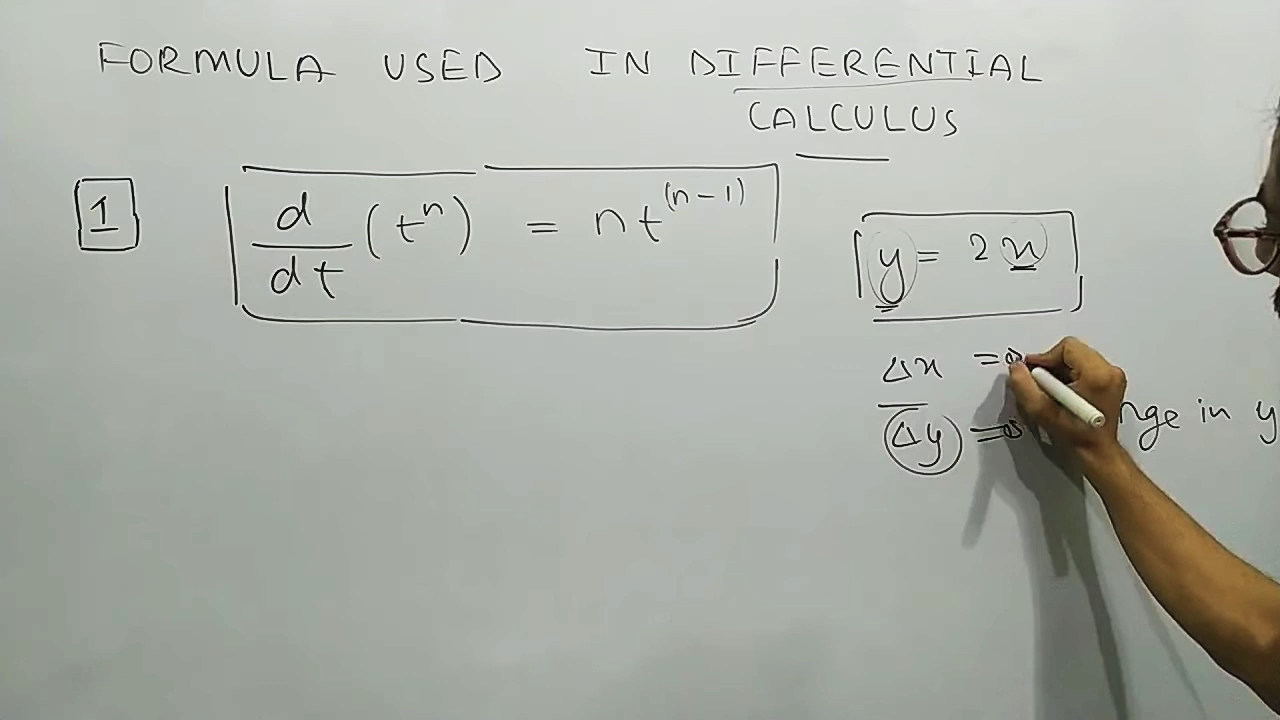 FORMULA USED IN DIFFERENTIAL
CALCULUS
1
d/dt (t^n) = n t^(n-1)
y = 2x
Δx =
Δy = nge in y